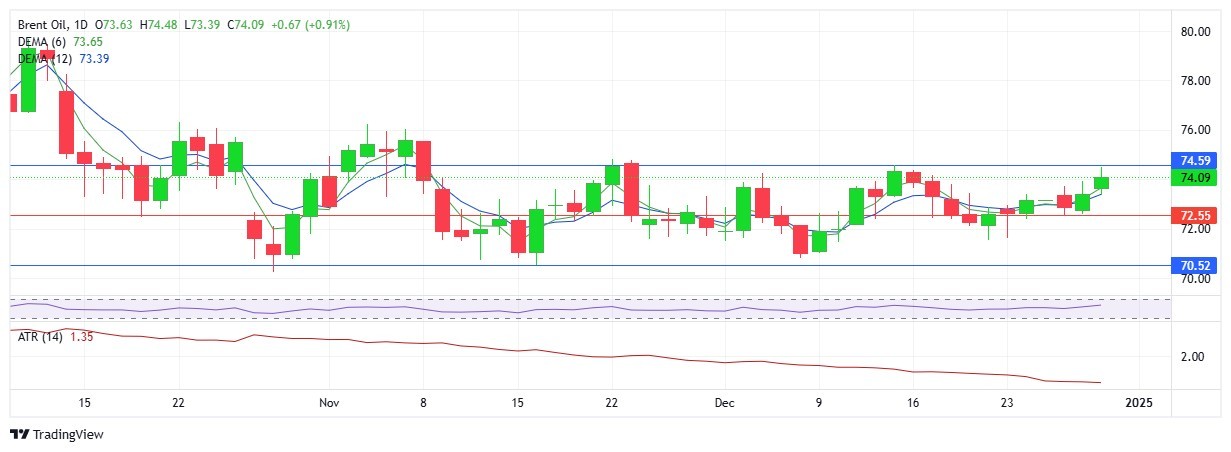 Brent Oil, 1D O73.63 H74.48 L73.39 C74.09 +0.67 (+0.91%)
DEMA (6) 73.65
DEMA (12) 73.39
80.00
78.00
76.00
74.59
74.09
72.55
72.00
70.52
70.00
ATR (14) 1.35
2.00
15 22 Nov 8 15 22 Dec 9 16 23 2025
TradingView